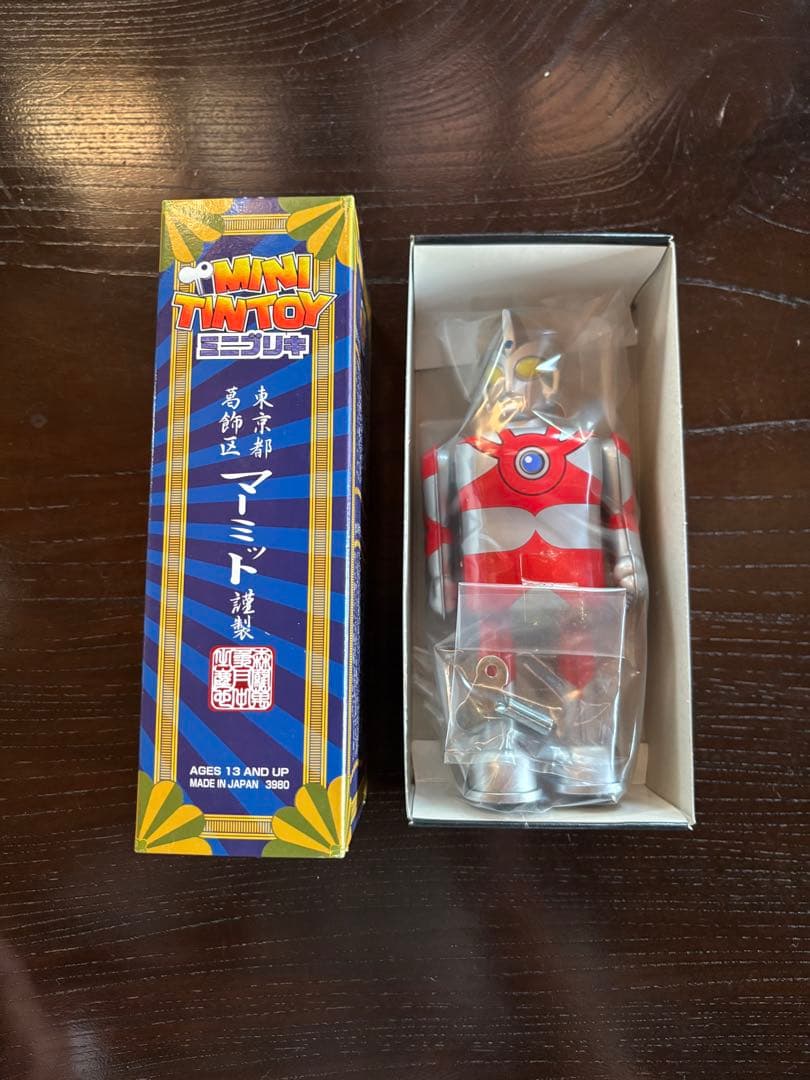 MINI
TINTOY
ミニブリキ
東京都
葛飾区
マーミット
謹製
AGES 13 AND UP
MADE IN JAPAN 3980